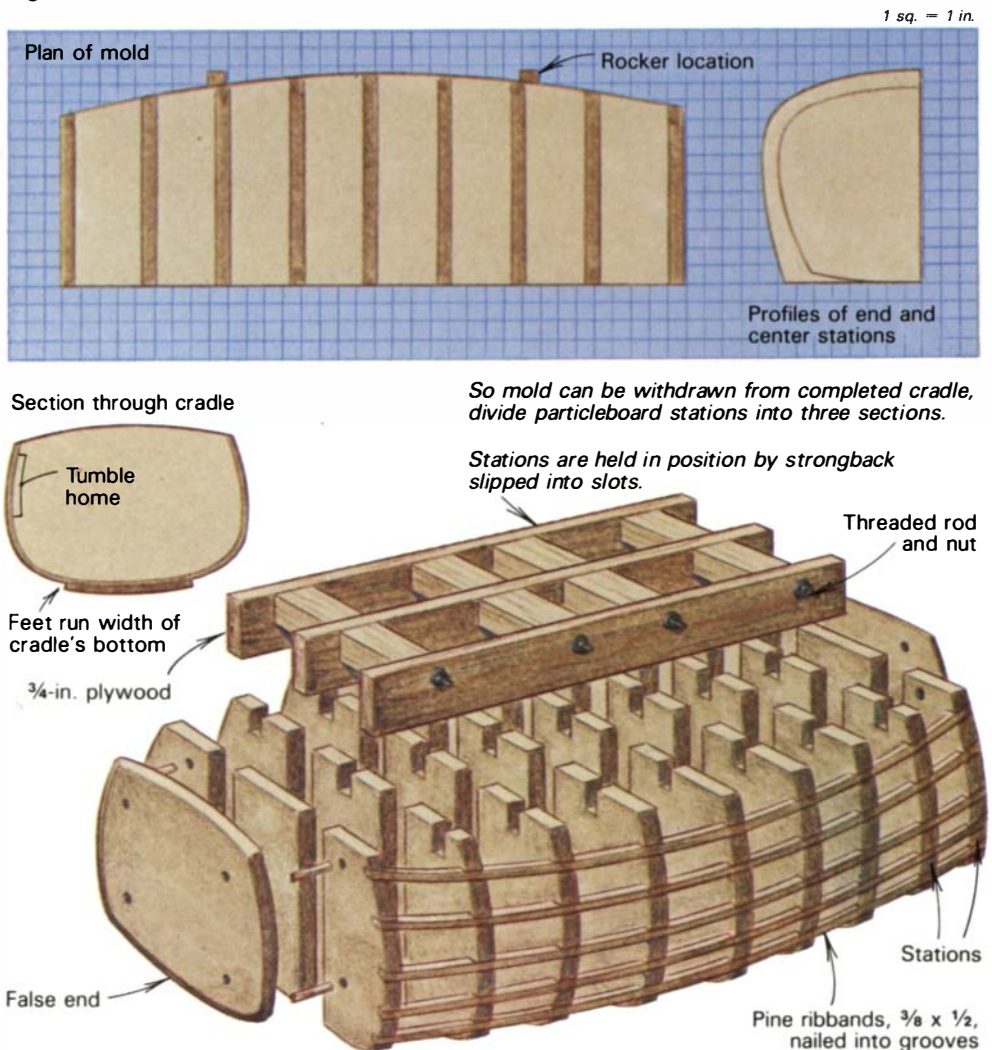 1 sq. = 1 in.
Plan of mold
Rocker location
Profiles of end and
center stations
Section through cradle
Tumble
home
Feet run width of
cradle's bottom
So mold can be withdrawn from completed cradle,
divide particleboard stations into three sections.
Stations are held in position by strongback
slipped into slots.
Threaded rod
and nut
¾-in. plywood
False end
Stations
Pine ribbands, ⅜ x ½,
nailed into grooves